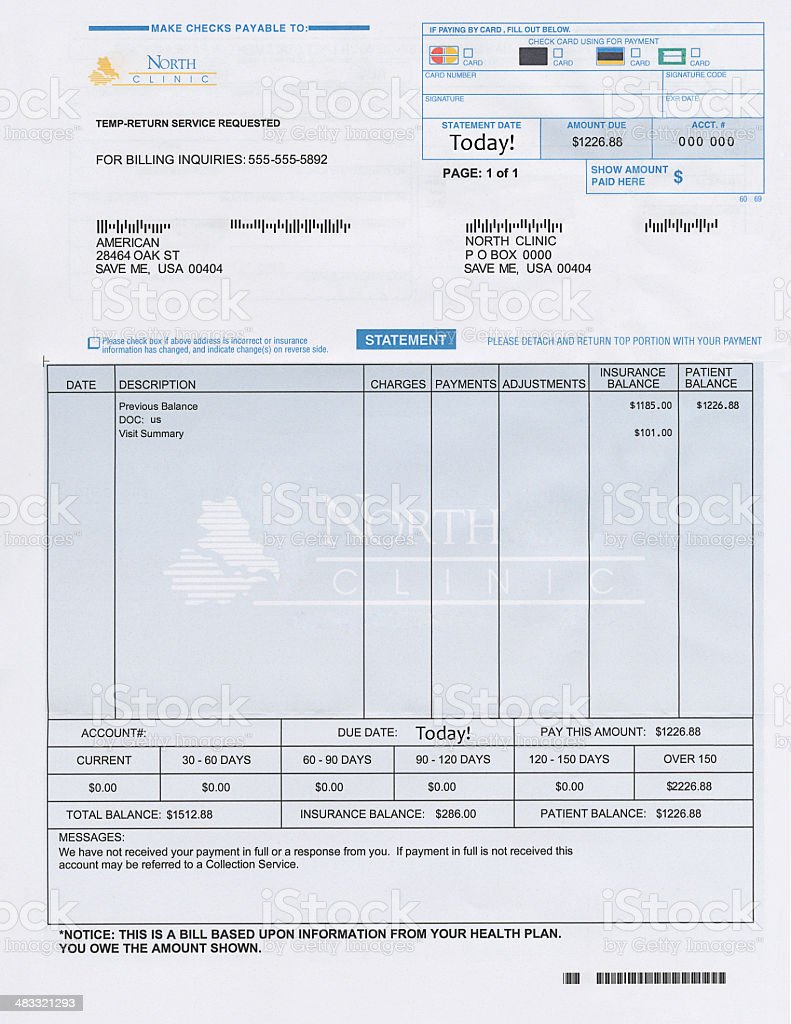 MAKE CHECKS PAYABLE TO:
NORTH
CLINIC
TEMP-RETURN SERVICE REQUESTED
FOR BILLING INQUIRIES: 555-555-5892
IF PAYING BY CARD, FILL OUT BELOW.
CHECK CARD USING FOR PAYMENT
CARD CARD CARD CARD
CARD NUMBER SIGNATURE CODE
SIGNATURE EXP. DATE
STATEMENT DATE AMOUNT DUE ACCT. #
Today! $1226.88 000 000
PAGE: 1 of 1
SHOW AMOUNT
PAID HERE $
60 69
AMERICAN
28464 OAK ST
SAVE ME, USA 00404
NORTH CLINIC
P O BOX 0000
SAVE ME, USA 00404
Please check box if above address is incorrect or insurance
information has changed, and indicate change(s) on reverse side.
STATEMENT
PLEASE DETACH AND RETURN TOP PORTION WITH YOUR PAYMENT
DATE DESCRIPTION CHARGES PAYMENTS ADJUSTMENTS INSURANCE BALANCE PATIENT BALANCE
Previous Balance $1185.00 $1226.88
DOC: us
Visit Summary $101.00
NORTH
CLINIC
ACCOUNT#: DUE DATE: Today! PAY THIS AMOUNT: $1226.88
CURRENT 30 - 60 DAYS 60 - 90 DAYS 90 - 120 DAYS 120 - 150 DAYS OVER 150
$0.00 $0.00 $0.00 $0.00 $0.00 $2226.88
TOTAL BALANCE: $1512.88 INSURANCE BALANCE: $286.00 PATIENT BALANCE: $1226.88
MESSAGES:
We have not received your payment in full or a response from you. If payment in full is not received this
account may be referred to a Collection Service.
*NOTICE: THIS IS A BILL BASED UPON INFORMATION FROM YOUR HEALTH PLAN.
YOU OWE THE AMOUNT SHOWN.
iStock
by Getty Images™
483321293